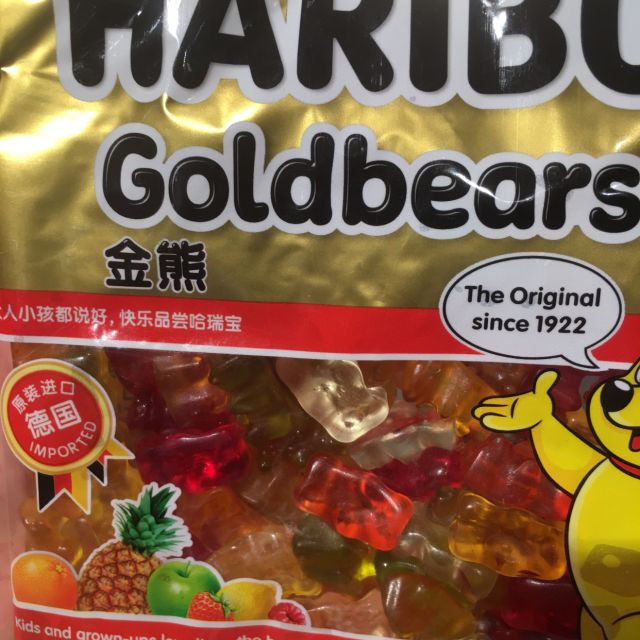 HARIBO
Goldbears
金熊
人小孩都说好, 快乐品尝哈瑞宝
The Original
since 1922
原装进口
德国
IMPORTED
kids and grown-ups